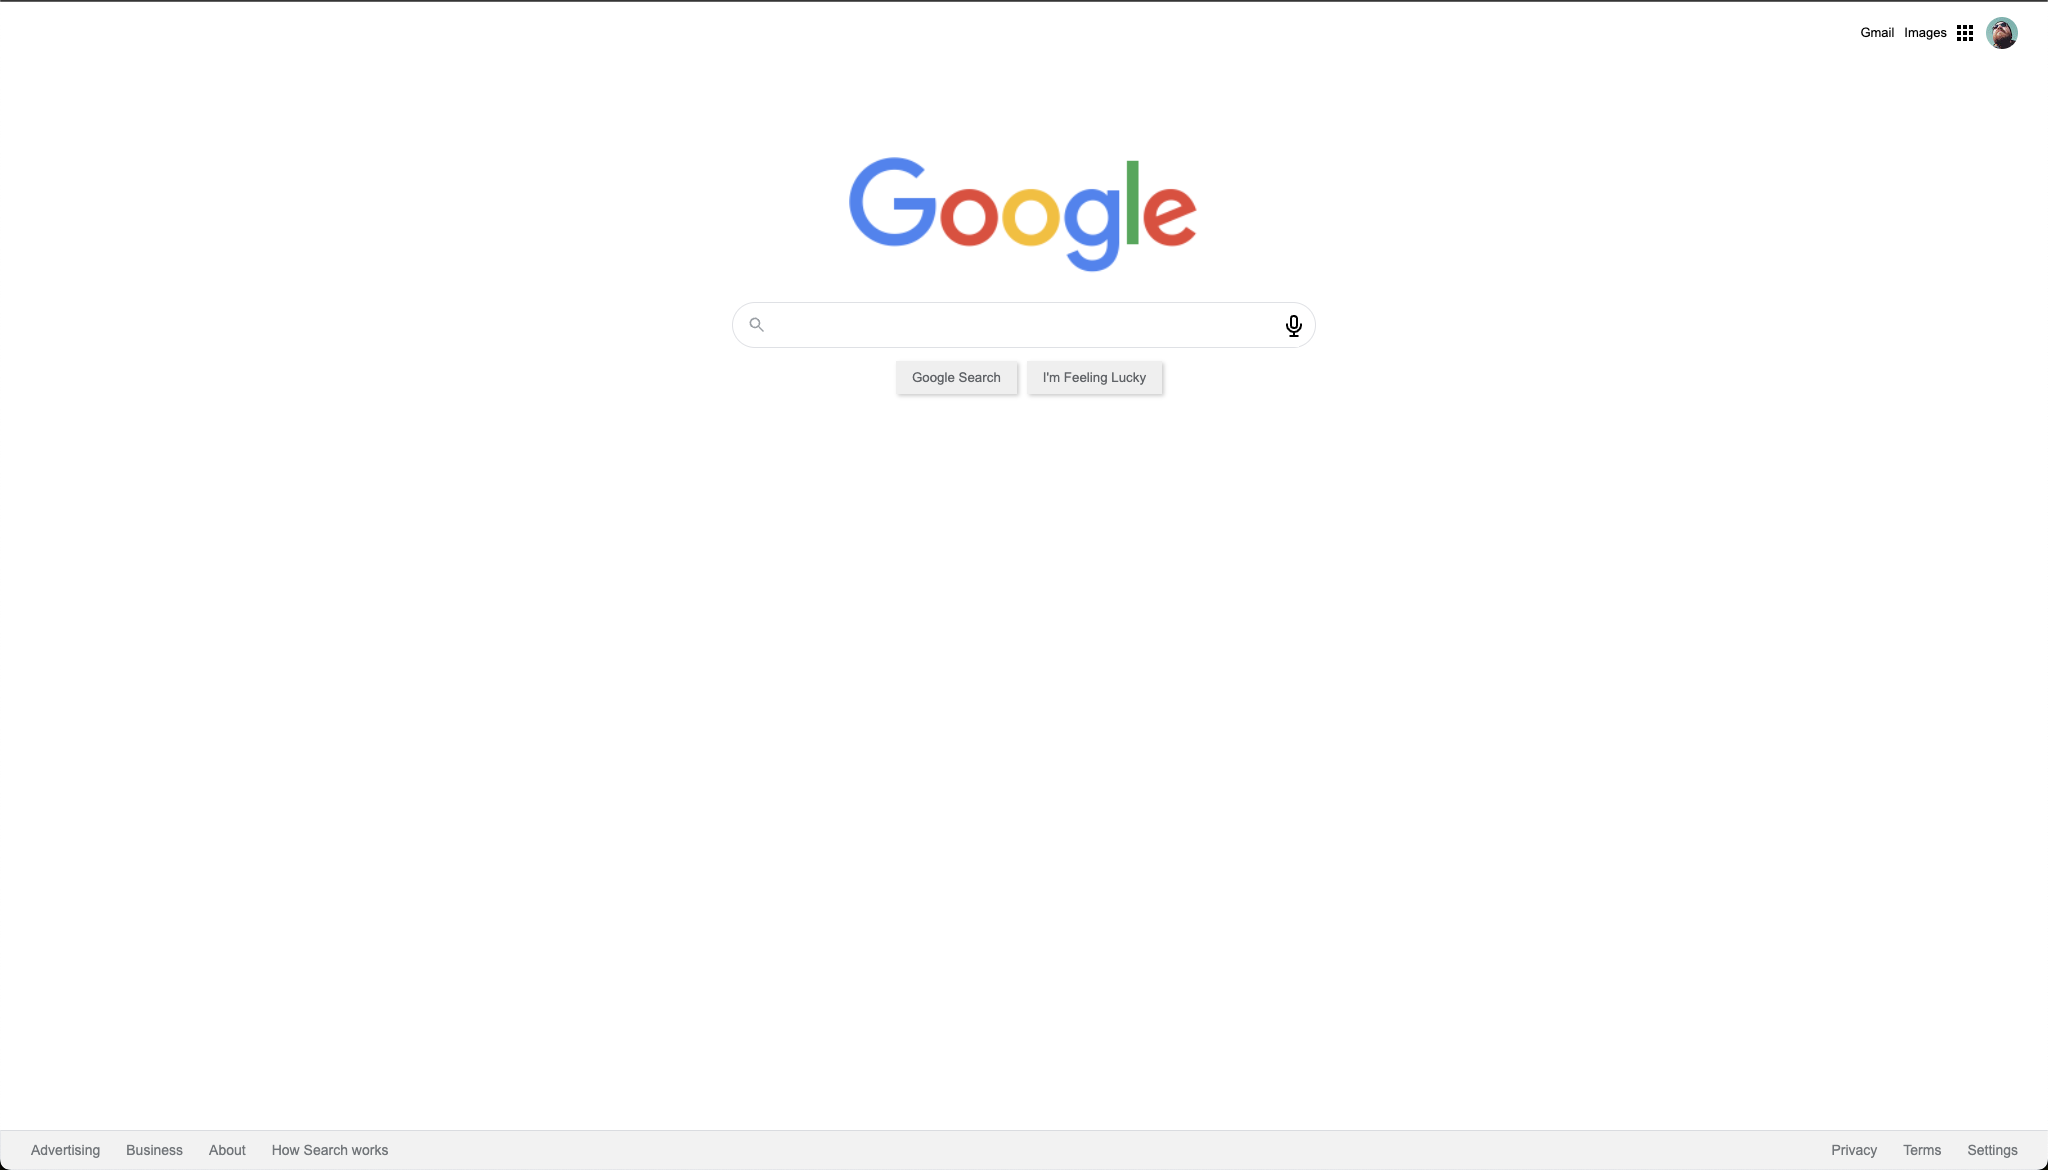 Gmail Images
Google
Google Search I'm Feeling Lucky
Advertising Business About How Search works Privacy Terms Settings